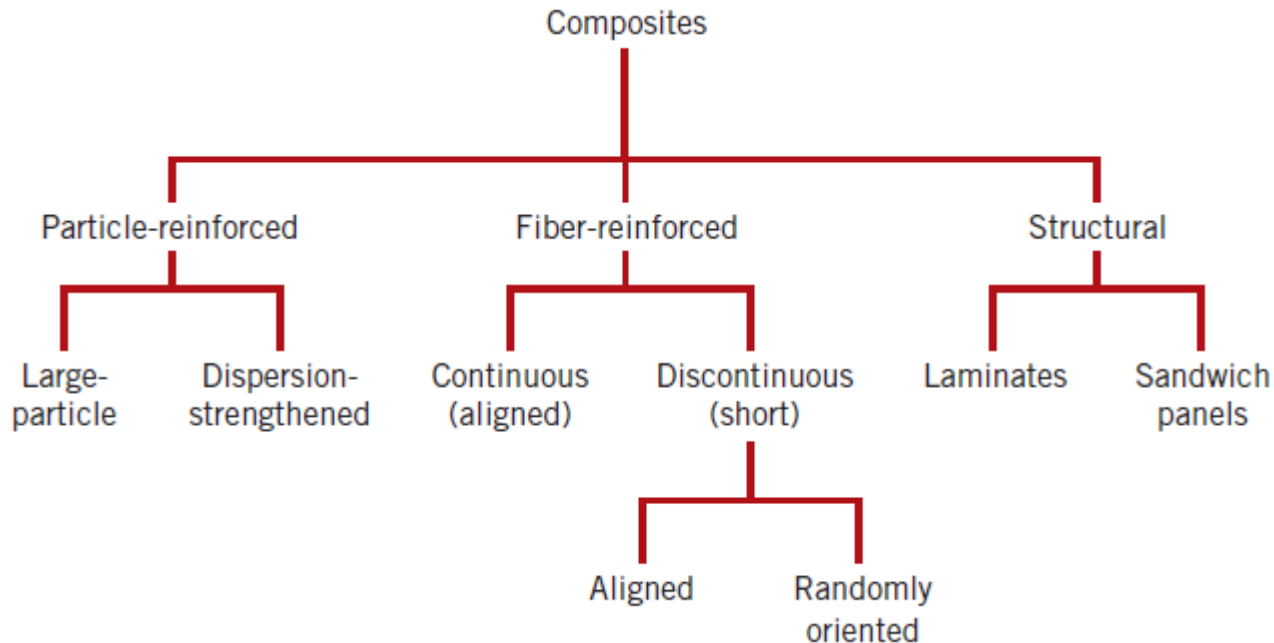 Composites
Particle-reinforced
Fiber-reinforced
Structural
Large-
particle
Dispersion-
strengthened
Continuous
(aligned)
Discontinuous
(short)
Laminates
Sandwich
panels
Aligned
Randomly
oriented